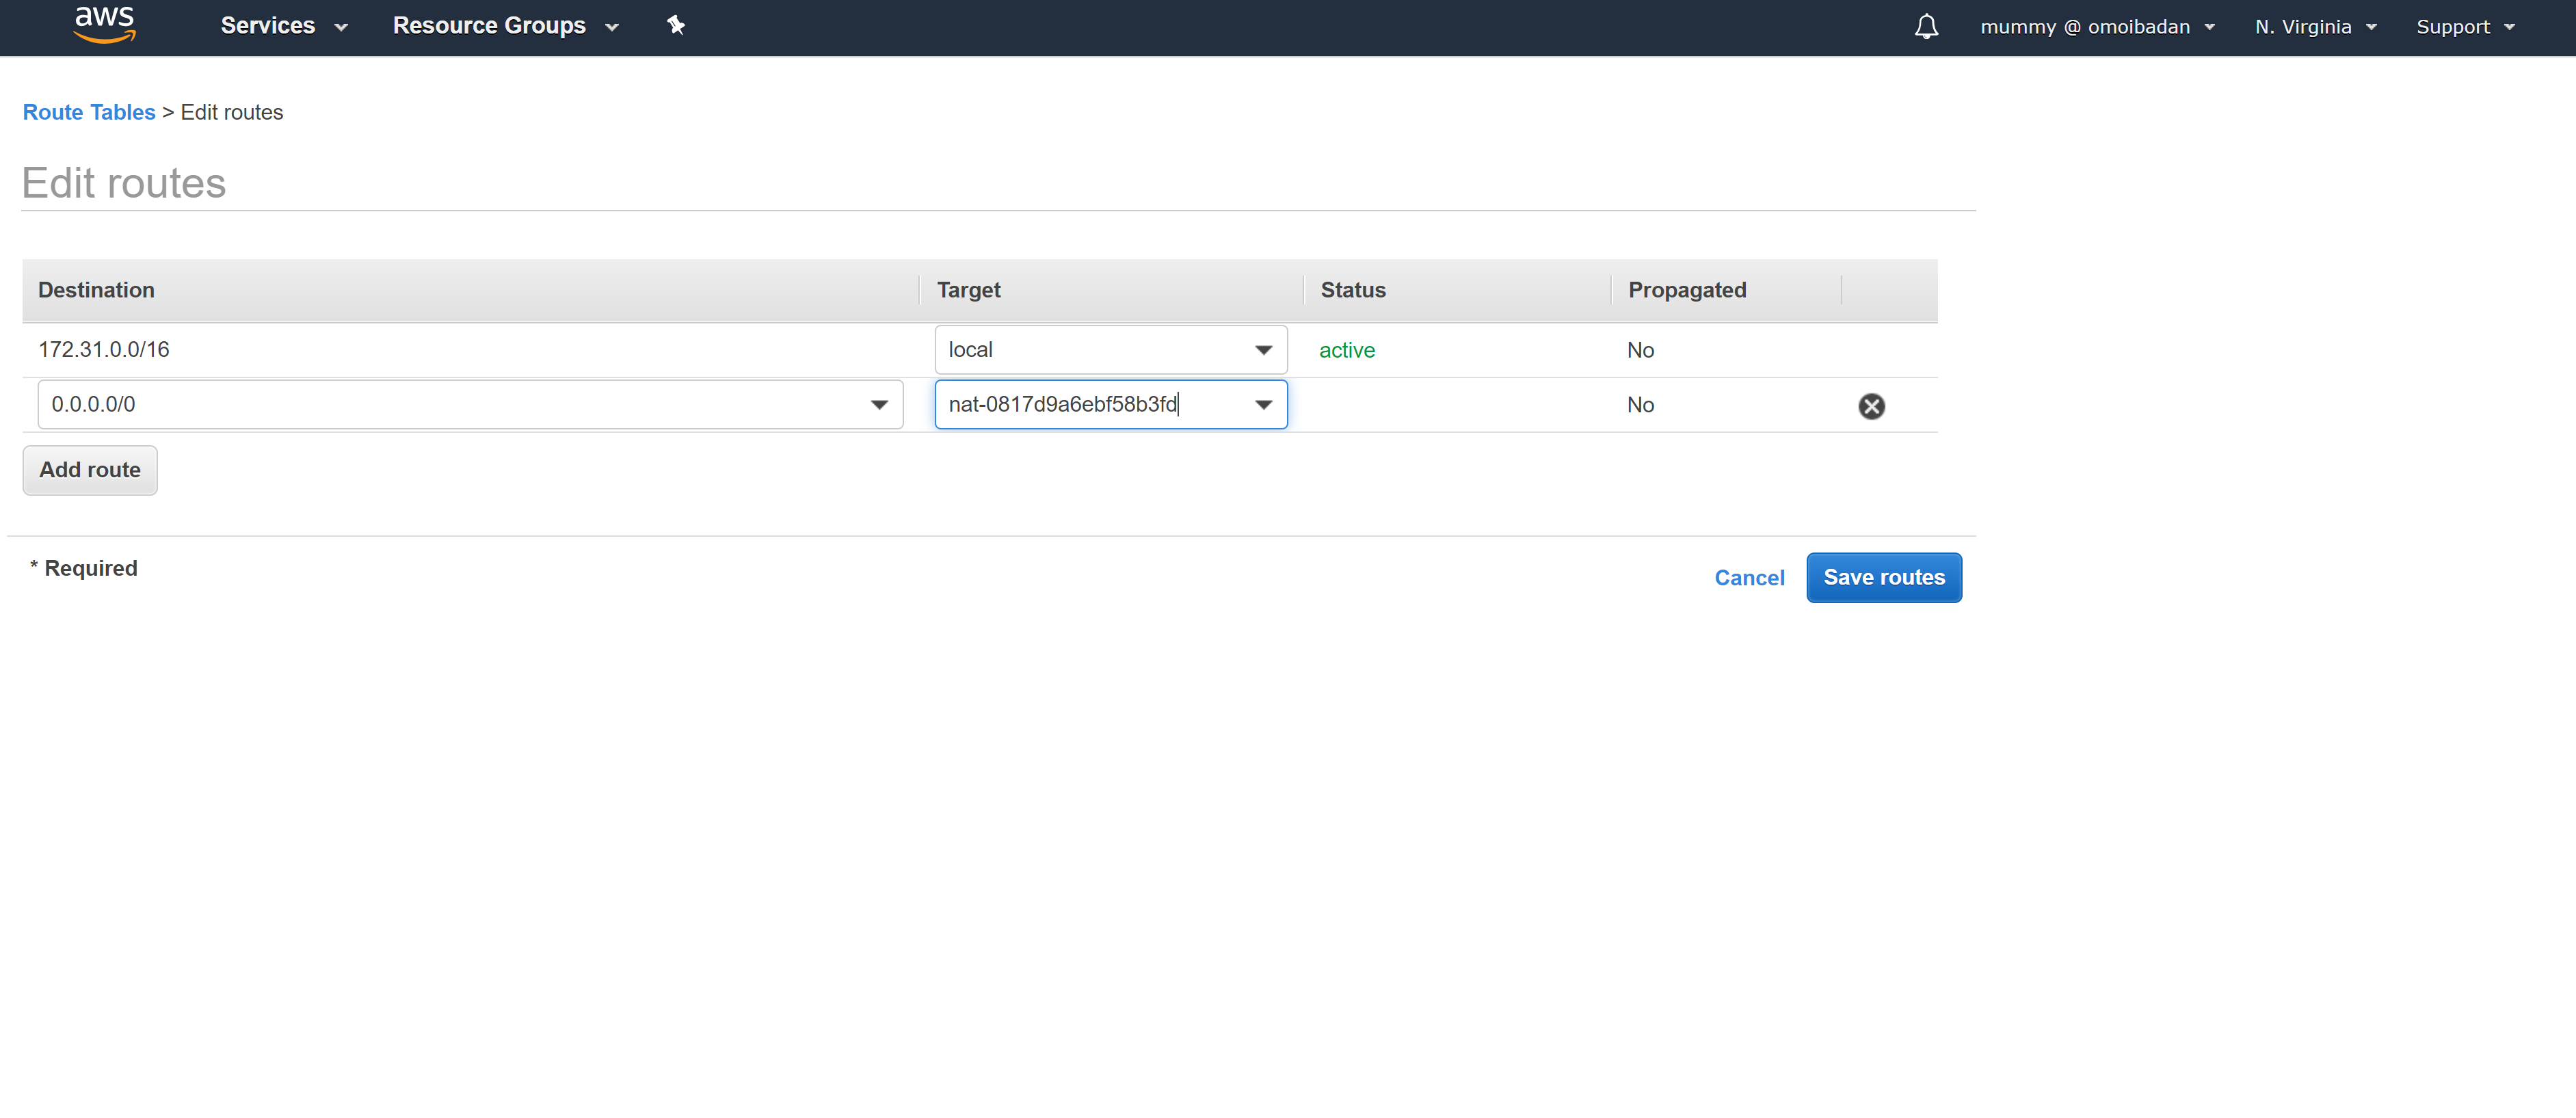 aws Services Resource Groups mummy @ omoibadan N. Virginia Support
Route Tables > Edit routes
Edit routes
Destination Target Status Propagated
172.31.0.0/16 local active No
0.0.0.0/0 nat-0817d9a6ebf58b3fd No
Add route
* Required Cancel Save routes